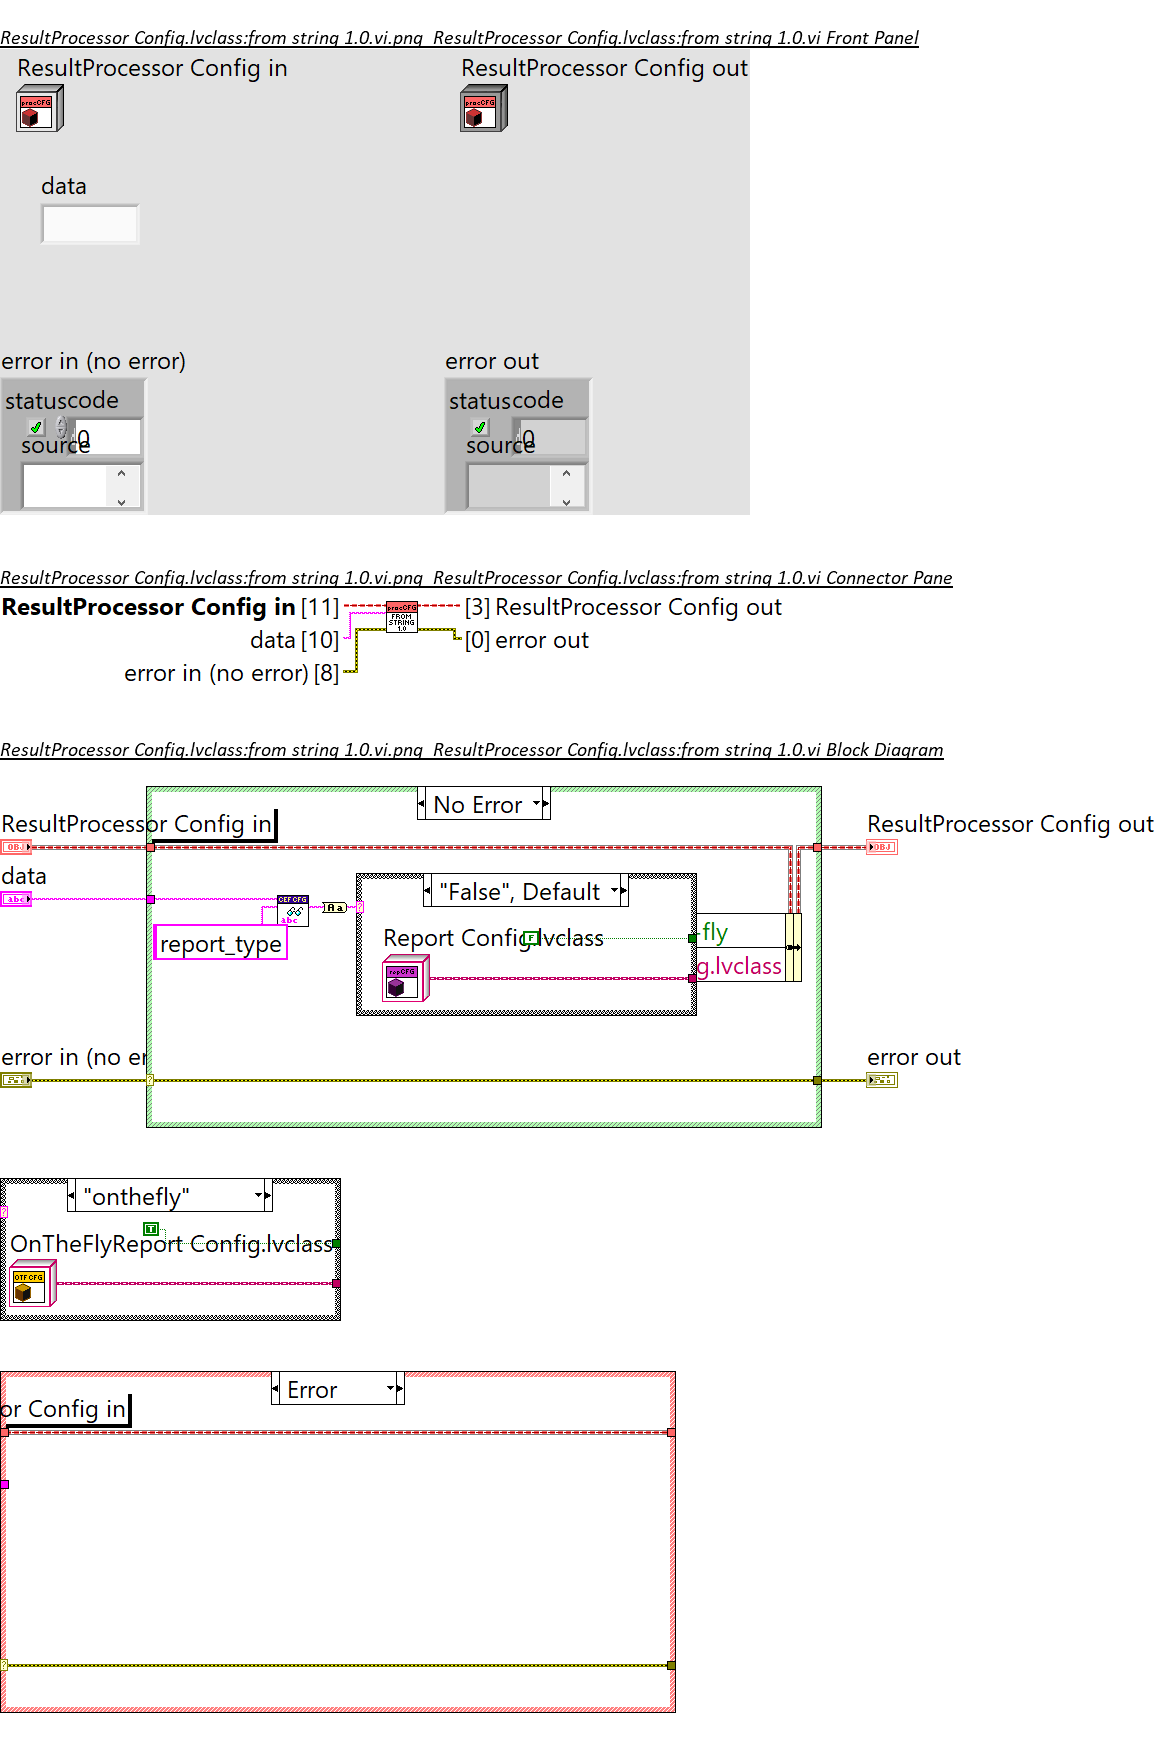 ResultProcessor Config.lvclass:from string 1.0.vi.png ResultProcessor Config.lvclass:from string 1.0.vi Front Panel
ResultProcessor Config in
ResultProcessor Config out
procCFG
procCFG
data
error in (no error)
error out
status code
status code
0
0
source
source
ResultProcessor Config.lvclass:from string 1.0.vi.png ResultProcessor Config.lvclass:from string 1.0.vi Connector Pane
ResultProcessor Config in [11]
procCFG
FROM
STRING
1.0
[3] ResultProcessor Config out
data [10]
[0] error out
error in (no error) [8]
ResultProcessor Config.lvclass:from string 1.0.vi.png ResultProcessor Config.lvclass:from string 1.0.vi Block Diagram
No Error
ResultProcessor Config in
ResultProcessor Config out
OBJ
OBJ
data
abc
CEF CFG
abc
Aa
"False", Default
report_type
Report Config.lvclass
F
-fly
repCFG
g.lvclass
error in (no er
error out
"onthefly"
T
OnTheFlyReport Config.lvclass
OTF CFG
Error
or Config in